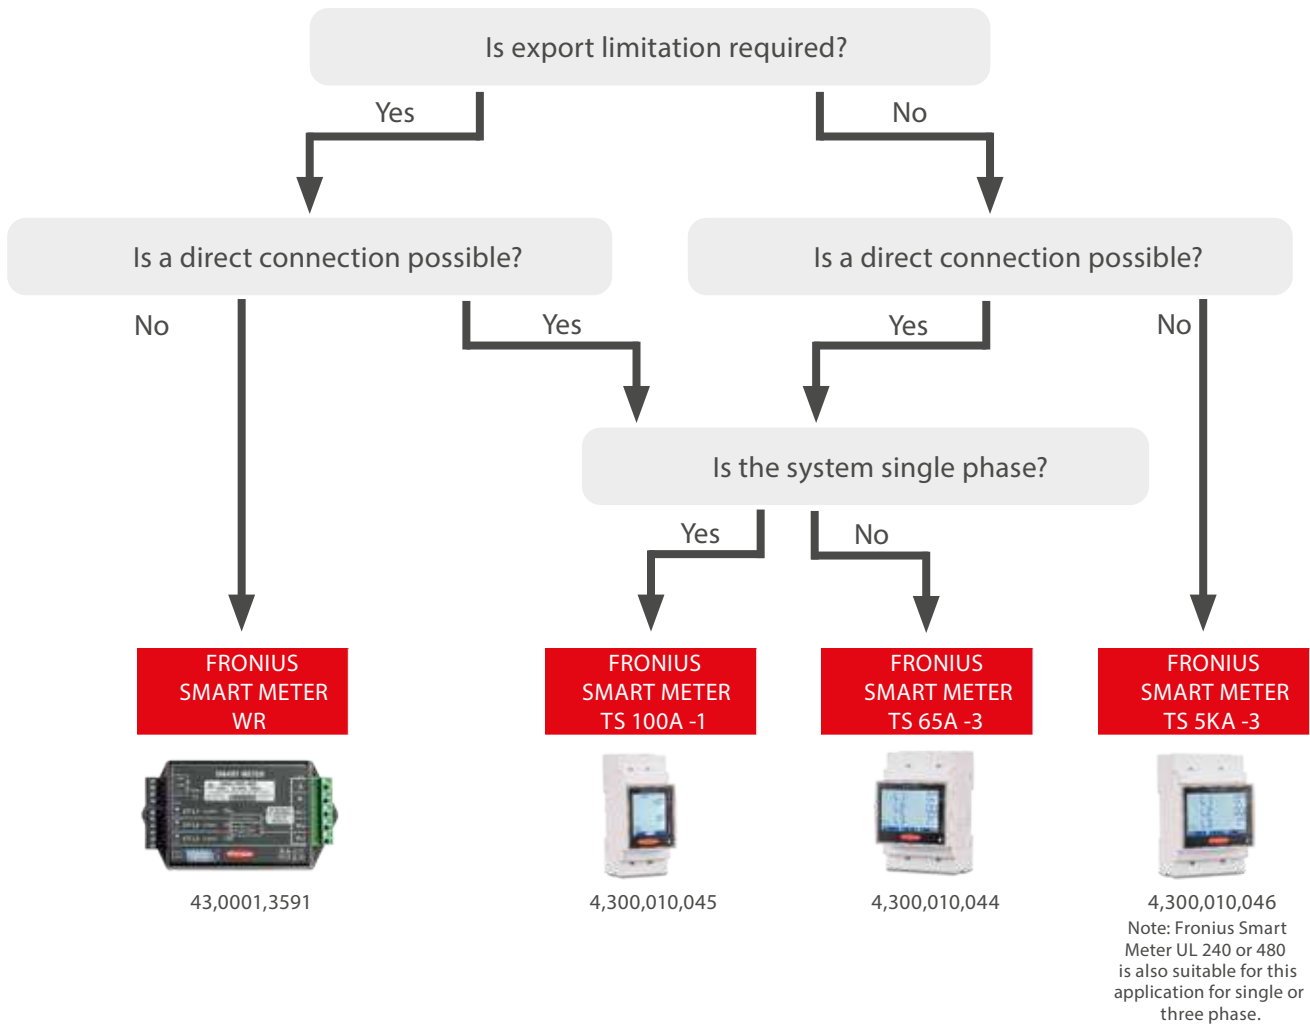 Is export limitation required?
Yes
No
Is a direct connection possible?
Is a direct connection possible?
No
Yes
Yes
No
Is the system single phase?
Yes
No
FRONIUS
SMART METER
WR
FRONIUS
SMART METER
TS 100A -1
FRONIUS
SMART METER
TS 65A -3
FRONIUS
SMART METER
TS 5KA -3
SMART METER
43,0001,3591
4,300,010,045
4,300,010,044
4,300,010,046
Note: Fronius Smart
Meter UL 240 or 480
is also suitable for this
application for single or
three phase.